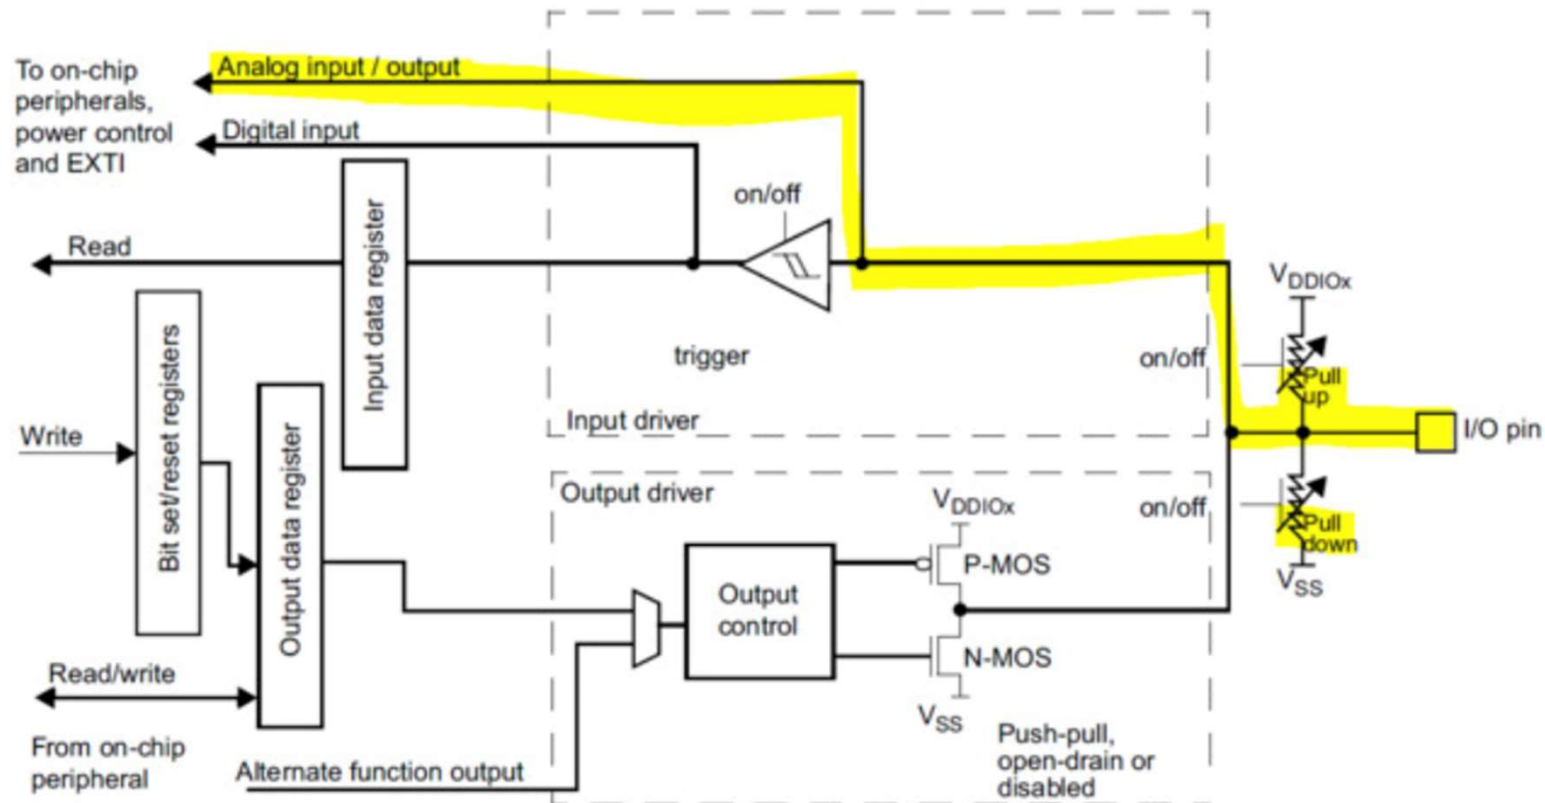 To on-chip
peripherals,
power control
and EXTI
Analog input / output
Digital input
on/off
Read
Input data register
trigger
Input driver
Write
Bit set/reset registers
Output data register
Read/write
From on-chip
peripheral
Alternate function output
Output driver
Output
control
VDDIOx
P-MOS
N-MOS
VSS
Push-pull,
open-drain or
disabled
VDDIOx
on/off
Pull
up
I/O pin
on/off
Pull
down
VSS